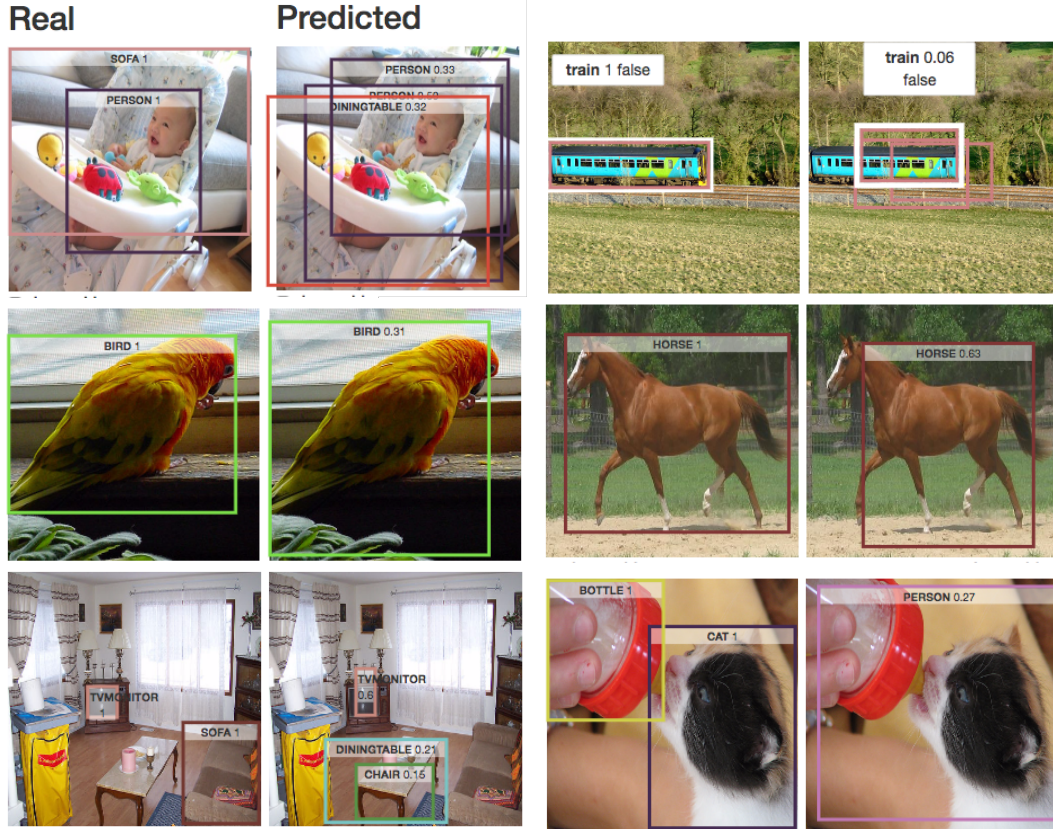 Real
Predicted
SOFA 1
PERSON 1
PERSON 0.33
DININGTABLE 0.32
train 1 false
train 0.06
false
BIRD 1
BIRD 0.31
HORSE 1
HORSE 0.63
TVMONITOR
1
SOFA 1
TVMONITOR
0.6
DININGTABLE 0.21
CHAIR 0.15
BOTTLE 1
CAT 1
PERSON 0.27